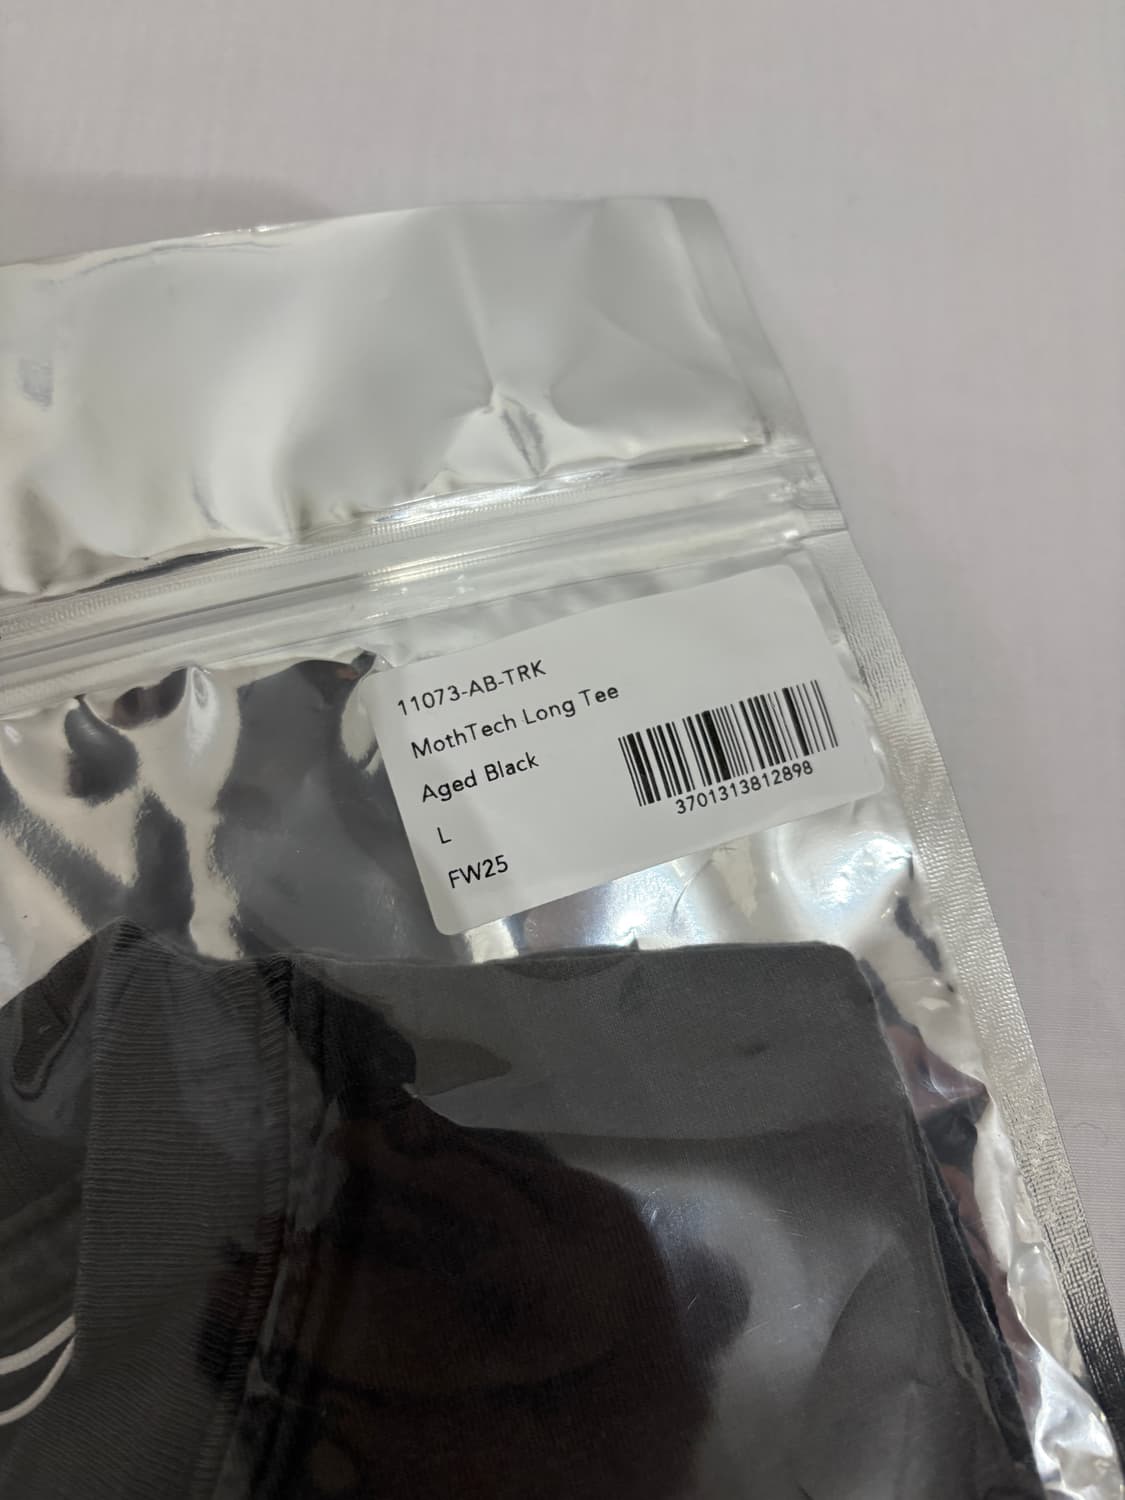 11073-AB-TRK
MothTech Long Tee
Aged Black
L
FW25
3701313812898